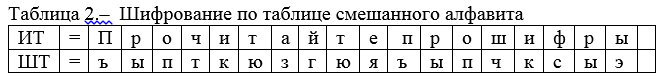 Таблица 2.– Шифрование по таблице смешанного алфавита
ИТ = П р о ч и т а й т е п р о ш и ф р ы
ШТ = ъ ы п т к ю з г ю я ъ ы п ч к с ы э